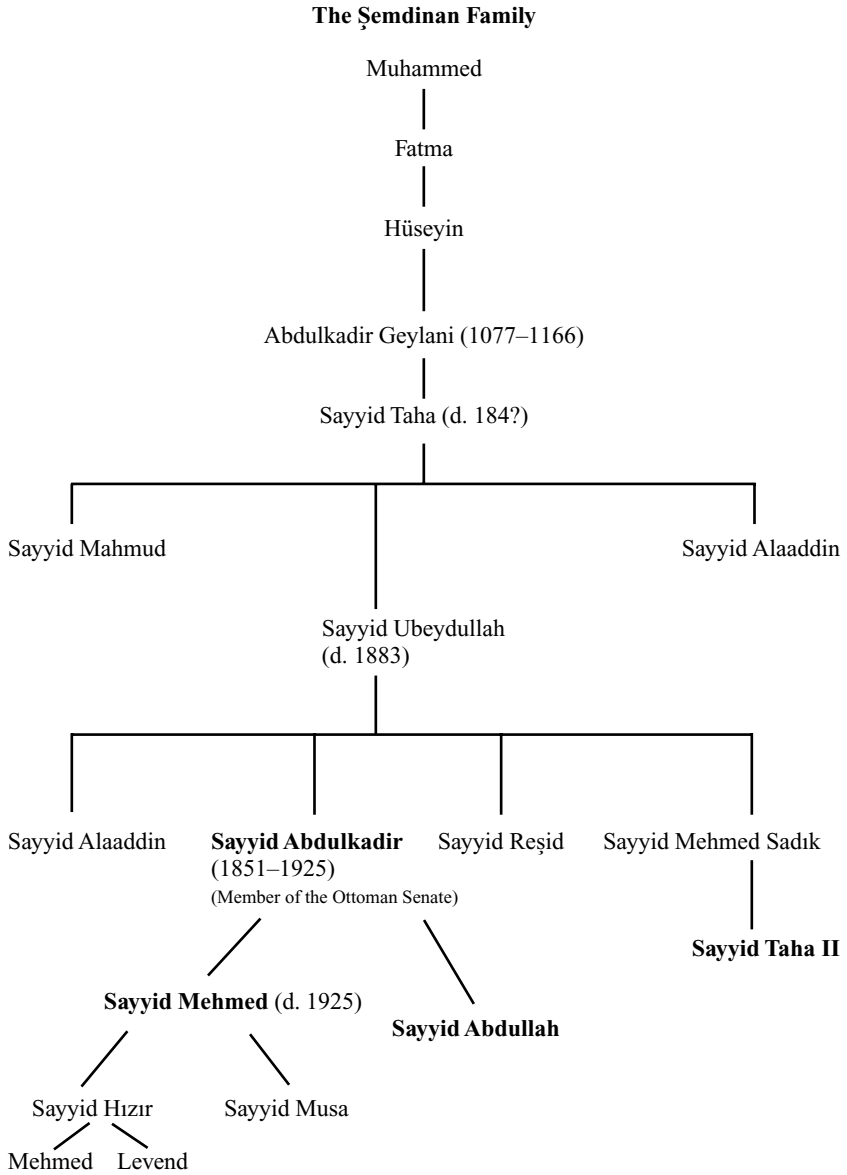 The Şemdinan Family
Muhammed
Fatma
Hüseyin
Abdulkadir Geylani (1077–1166)
Sayyid Taha (d. 184?)
Sayyid Mahmud
Sayyid Alaaddin
Sayyid Ubeydullah
(d. 1883)
Sayyid Alaaddin
Sayyid Abdulkadir
(1851–1925)
(Member of the Ottoman Senate)
Sayyid Reşid
Sayyid Mehmed Sadık
Sayyid Taha II
Sayyid Mehmed (d. 1925)
Sayyid Abdullah
Sayyid Hızır
Sayyid Musa
Mehmed
Levend